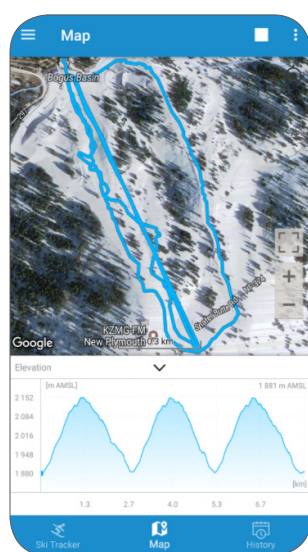 Map
Bogus Basin
Google
KZMG-FM
New Plymouth
0.3 km
Elevation
[m AMSL] 1 881 m AMSL
2 152
2 084
2 016
1 948
1 880
[km]
1.3 2.7 4.0 5.3 6.7
Ski Tracker Map History